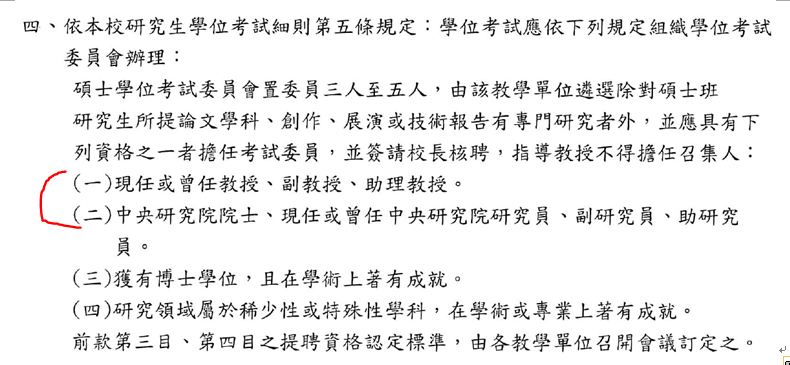 四、依本校研究生學位考試細則第五條規定：學位考試應依下列規定組織學位考試
委員會辦理：
碩士學位考試委員會置委員三人至五人，由該教學單位遴選除對碩士班
研究生所提論文學科、創作、展演或技術報告有專門研究者外，並應具有下
列資格之一者擔任考試委員，並簽請校長核聘，指導教授不得擔任召集人：
(一)現任或曾任教授、副教授、助理教授。
(二)中央研究院院士、現任或曾任中央研究院研究員、副研究員、助研究
員。
(三)獲有博士學位，且在學術上著有成就。
(四)研究領域屬於稀少性或特殊性學科，在學術或專業上著有成就。
前款第三目、第四目之提聘資格認定標準，由各教學單位召開會議訂定之。